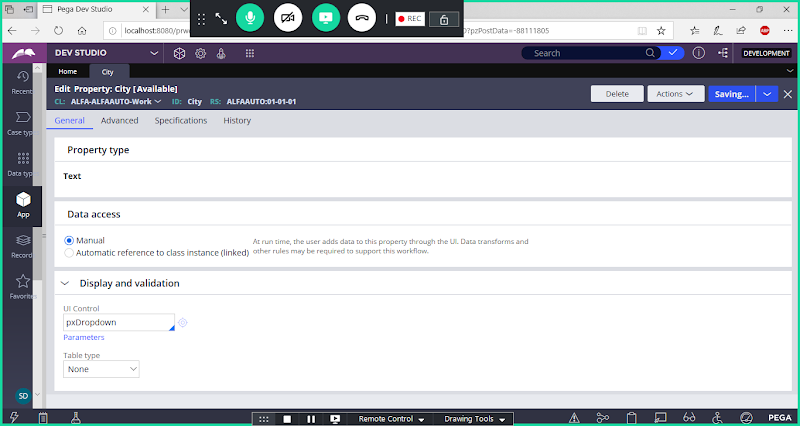 Pega Dev Studio
REC
localhost:8080/prw
0?pzPostData=-88111805
ABP
DEV STUDIO
Search
DEVELOPMENT
Home
City
Recent
Case type
Data type
App
Record
Favorite
SD
Edit Property: City [Available]
CL: ALFA-ALFAAUTO-Work ID: City RS: ALFAAUTO:01-01-01
Delete
Actions
Saving...
General
Advanced
Specifications
History
Property type
Text
Data access
Manual
Automatic reference to class instance (linked)
At run time, the user adds data to this property through the UI. Data transforms and
other rules may be required to support this workflow.
Display and validation
UI Control
pxDropdown
Parameters
Table type
None
Remote Control
Drawing Tools
PEGA